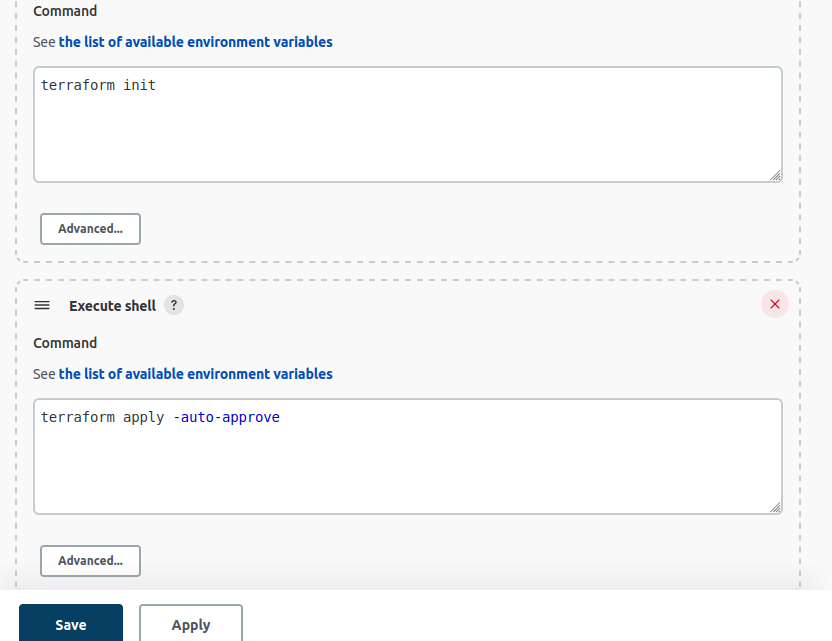 Command
See the list of available environment variables
terraform init
Advanced...
Execute shell ?
Command
See the list of available environment variables
terraform apply -auto-approve
Advanced...
Save Apply